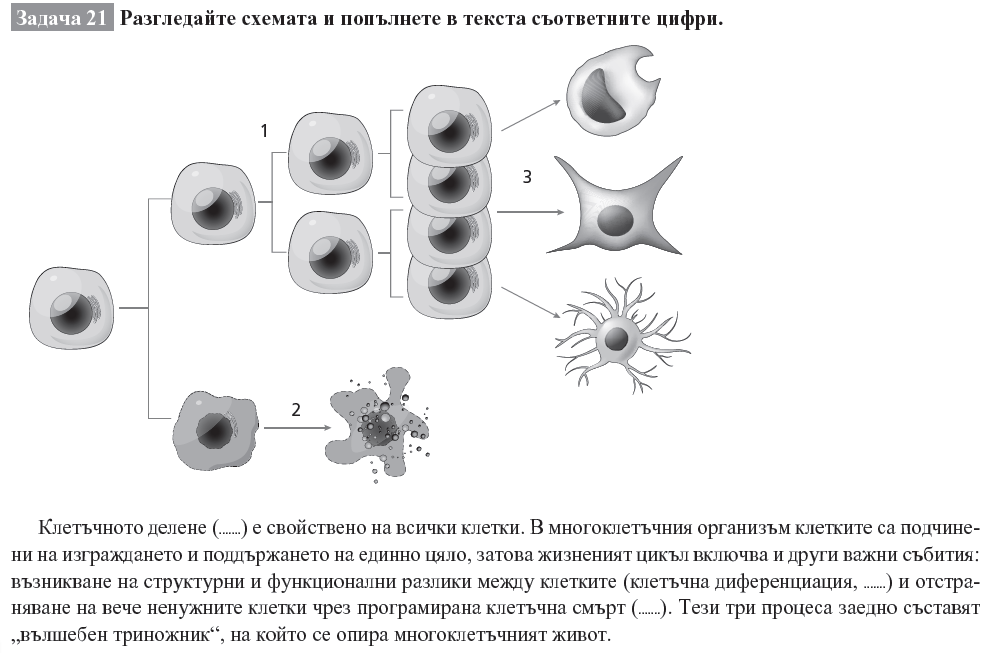 Задача 21 Разгледайте схемата и попълнете в текста съответните цифри.
1
3
2
Клетъчното делене (.......) е свойствено на всички клетки. В многоклетъчния организъм клетките са подчине-
ни на изграждането и поддържането на единно цяло, затова жизненият цикъл включва и други важни събития:
възникване на структурни и функционални разлики между клетките (клетъчна диференциация, .......) и отстра-
няване на вече ненужните клетки чрез програмирана клетъчна смърт (.......). Тези три процеса заедно съставят
„вълшебен триножник“, на който се опира многоклетъчният живот.